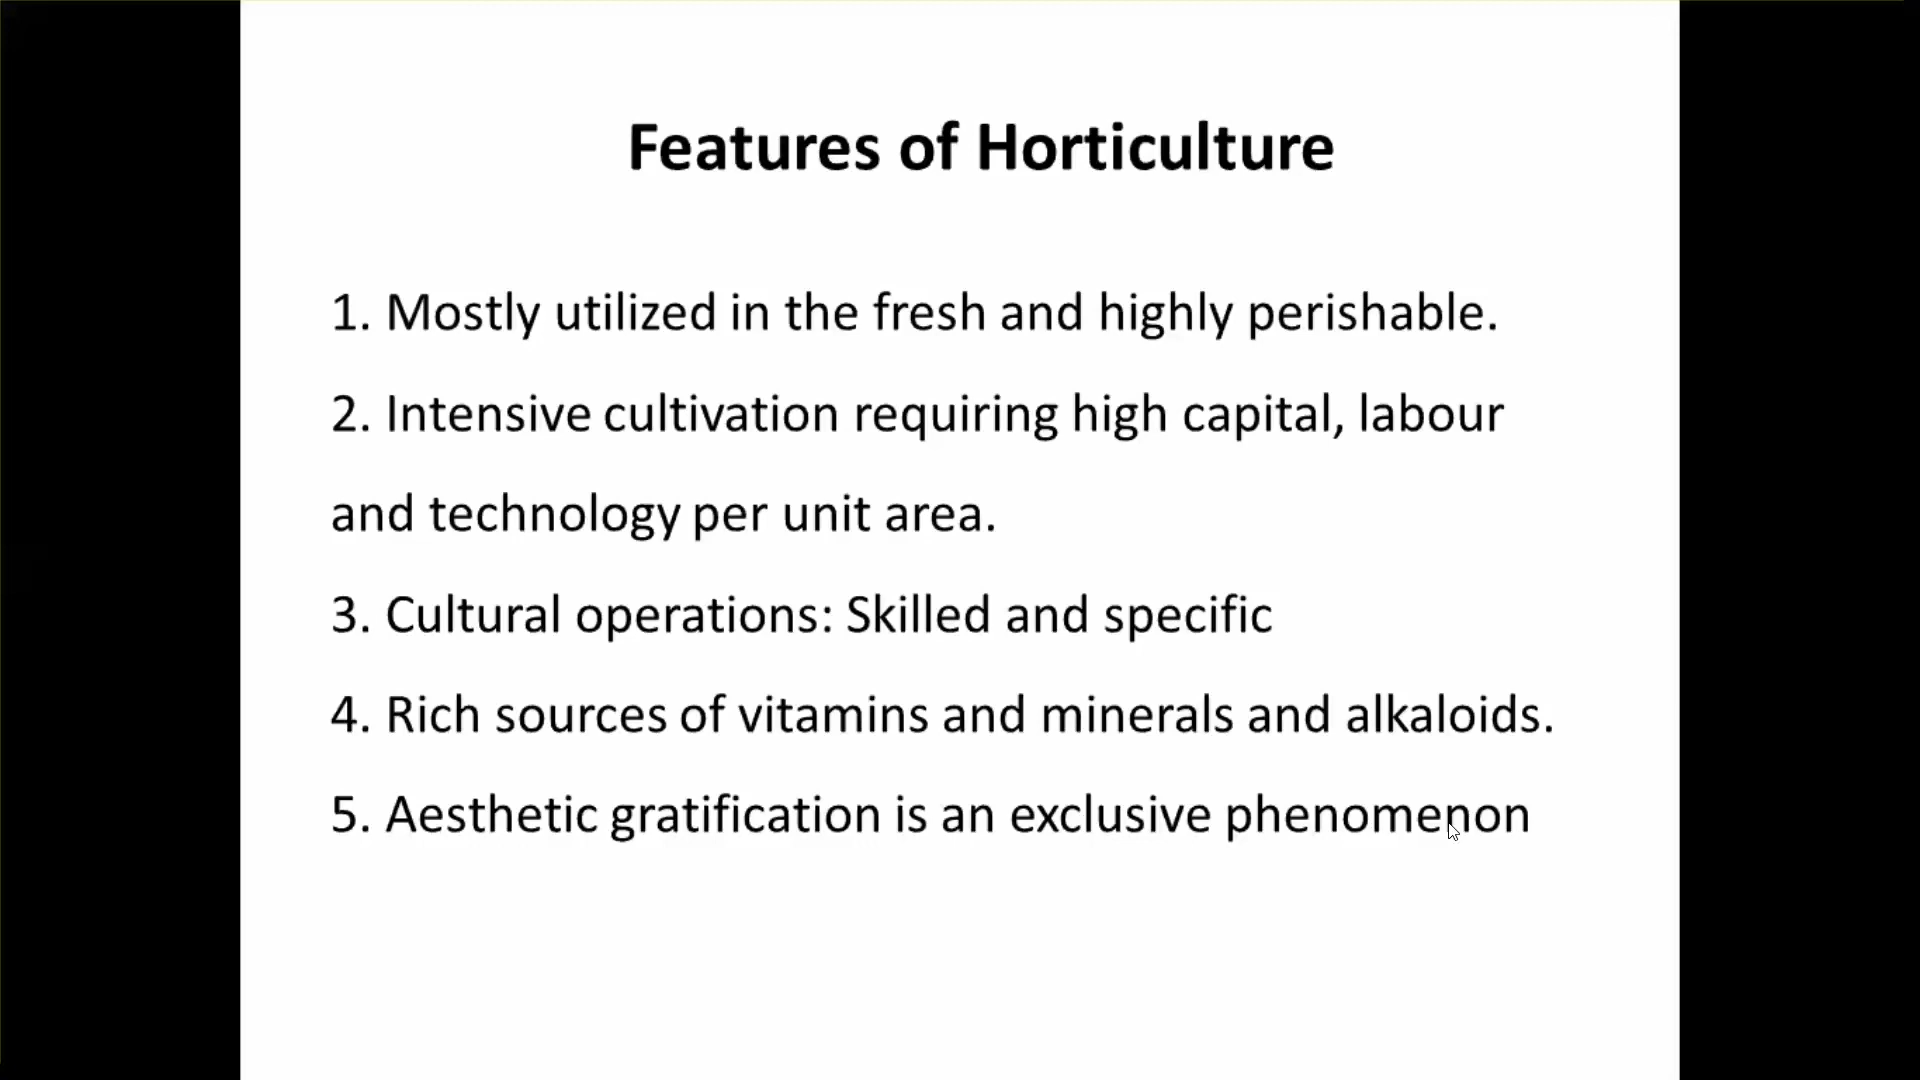 Features of Horticulture
1. Mostly utilized in the fresh and highly perishable.
2. Intensive cultivation requiring high capital, labour
and technology per unit area.
3. Cultural operations: Skilled and specific
4. Rich sources of vitamins and minerals and alkaloids.
5. Aesthetic gratification is an exclusive phenomenon